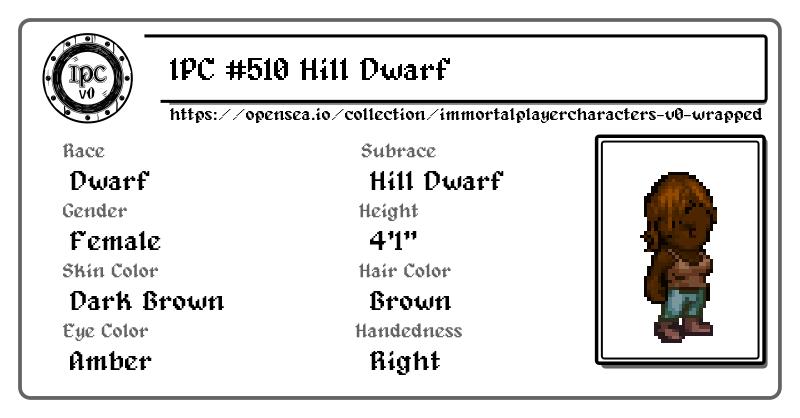 IPC
v0
IPC #510 Hill Dwarf
https://opensea.io/collection/immortalplayercharacters-v0-wrapped
Race
Dwarf
Subrace
Hill Dwarf
Gender
Female
Height
4'1"
Skin Color
Dark Brown
Hair Color
Brown
Eye Color
Amber
Handedness
Right